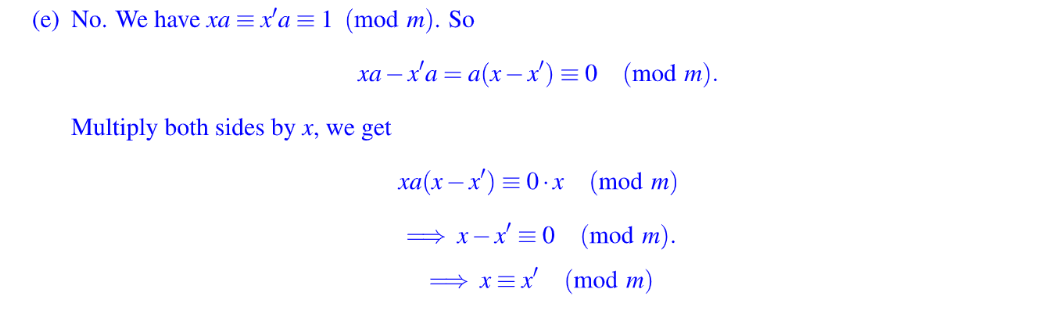 (e) No. We have xa ≡ x′a ≡ 1 (mod m). So
xa − x′a = a(x − x′) ≡ 0 (mod m).
Multiply both sides by x, we get
xa(x − x′) ≡ 0 · x (mod m)
⟹ x − x′ ≡ 0 (mod m).
⟹ x ≡ x′ (mod m)